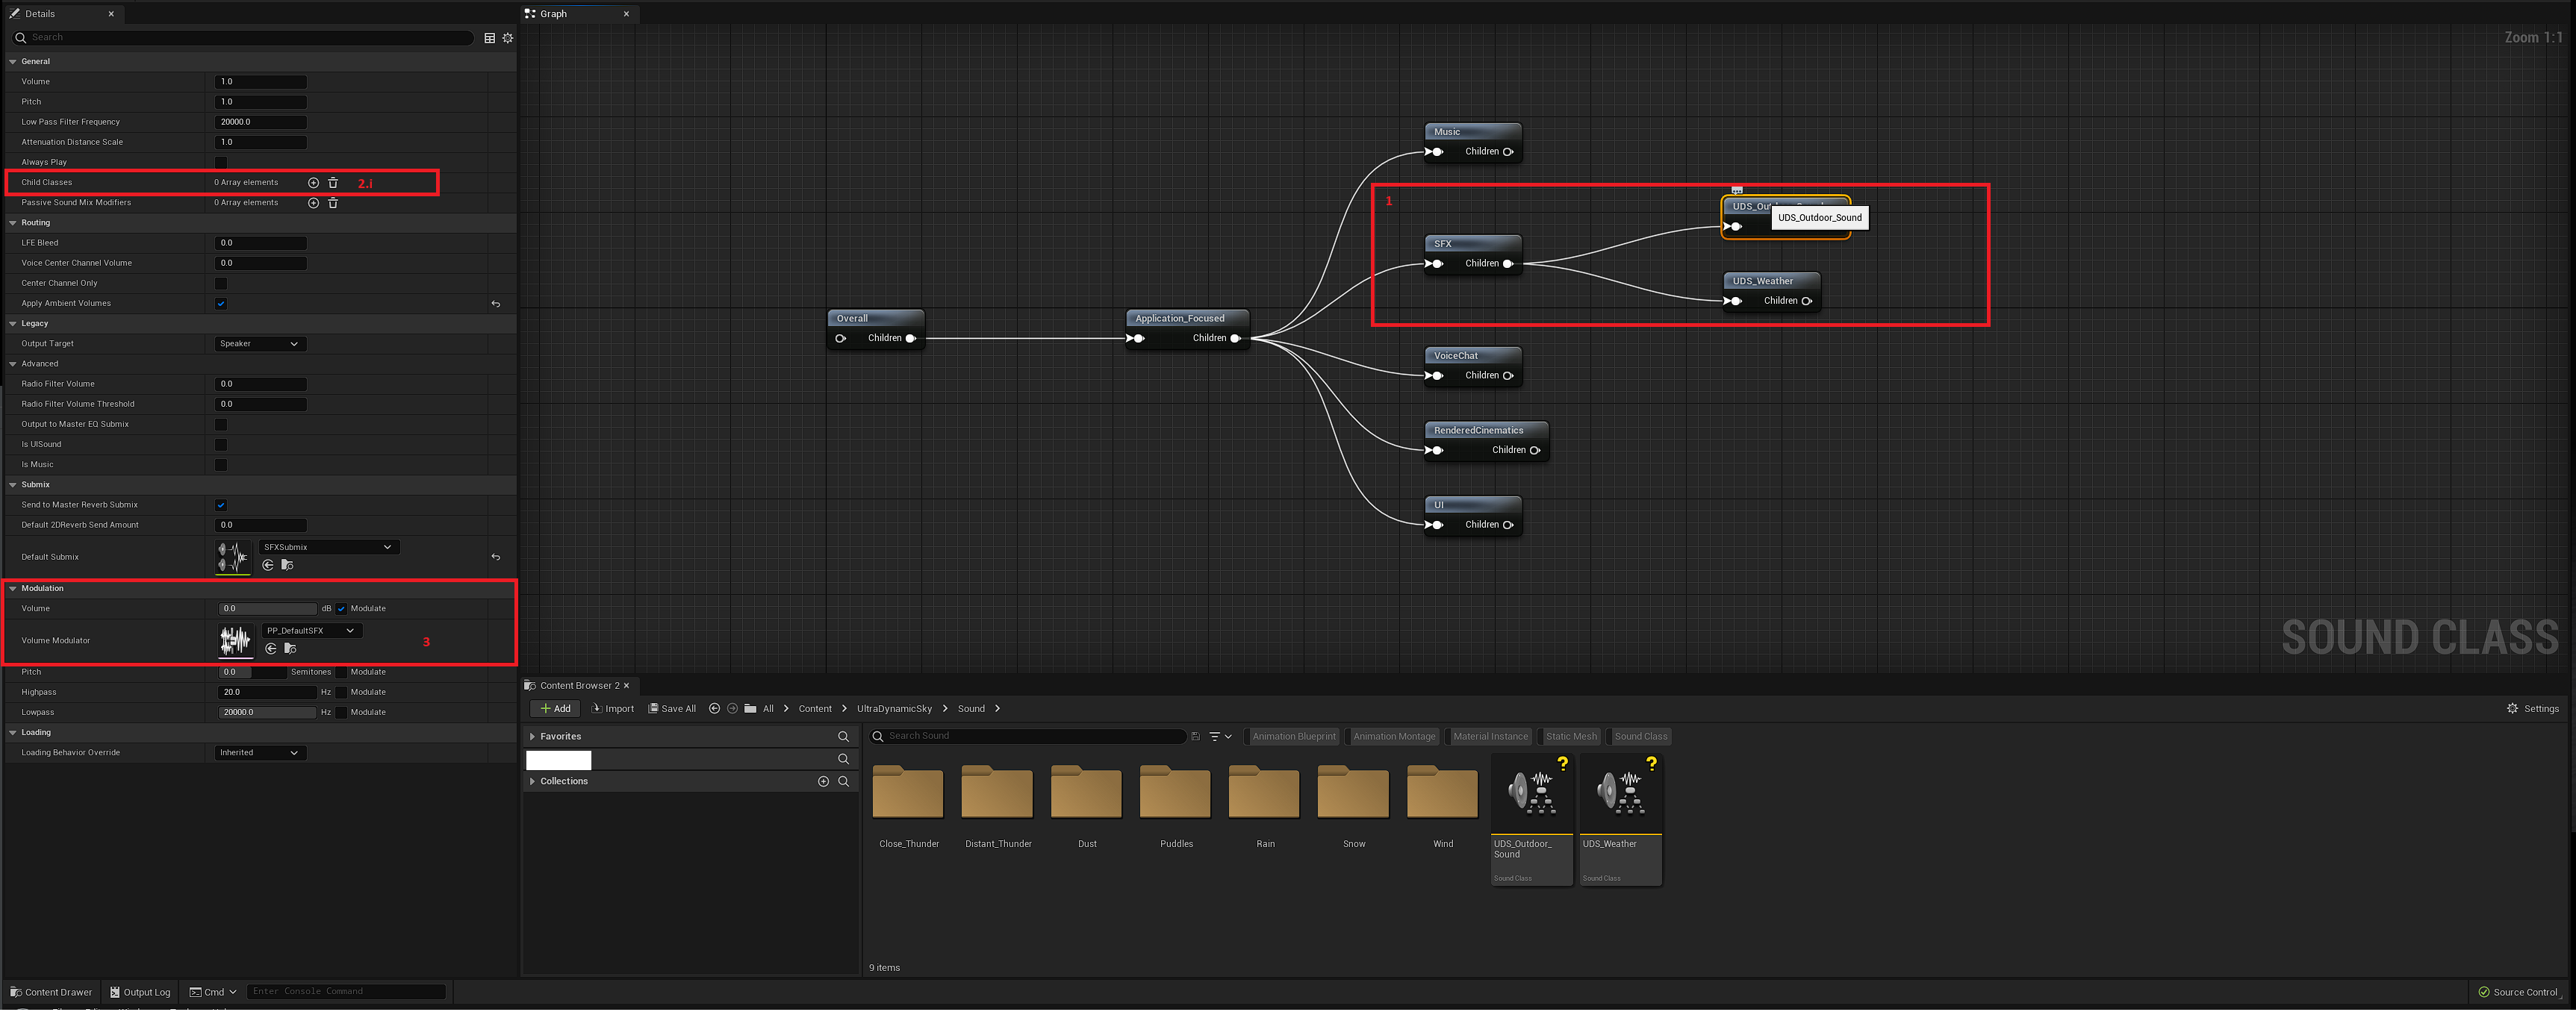 Details
Search
General
Volume 1.0
Pitch 1.0
Low Pass Filter Frequency 20000.0
Attenuation Distance Scale 1.0
Always Play
Child Classes 0 Array elements 2.i
Passive Sound Mix Modifiers 0 Array elements
Routing
LFE Bleed 0.0
Voice Center Channel Volume 0.0
Center Channel Only
Apply Ambient Volumes
Legacy
Output Target Speaker
Advanced
Radio Filter Volume 0.0
Radio Filter Volume Threshold 0.0
Output to Master EQ Submix
Is UISound
Is Music
Submix
Send to Master Reverb Submix
Default 2DReverb Send Amount 0.0
Default Submix SFXSubmix
Modulation
Volume 0.0 dB Modulate
Volume Modulator PP_DefaultSFX 3
Pitch 0.0 Semitones Modulate
Highpass 20.0 Hz Modulate
Lowpass 20000.0 Hz Modulate
Loading
Loading Behavior Override Inherited
Graph
Zoom 1:1
Overall
Children
Application_Focused
Children
Music
Children
1
SFX
Children
UDS_Outdoor_Sound
UDS_Weather
Children
VoiceChat
Children
RenderedCinematics
Children
UI
Children
SOUND CLASS
Content Browser 2
Add Import Save All All Content UltraDynamicSky Sound Settings
Favorites
Collections
Search Sound Animation Blueprint Animation Montage Material Instance Static Mesh Sound Class
Close_Thunder Distant_Thunder Dust Puddles Rain Snow Wind
UDS_Outdoor_
Sound
Sound Class
UDS_Weather
Sound Class
9 items
Content Drawer Output Log Cmd Enter Console Command Source Control